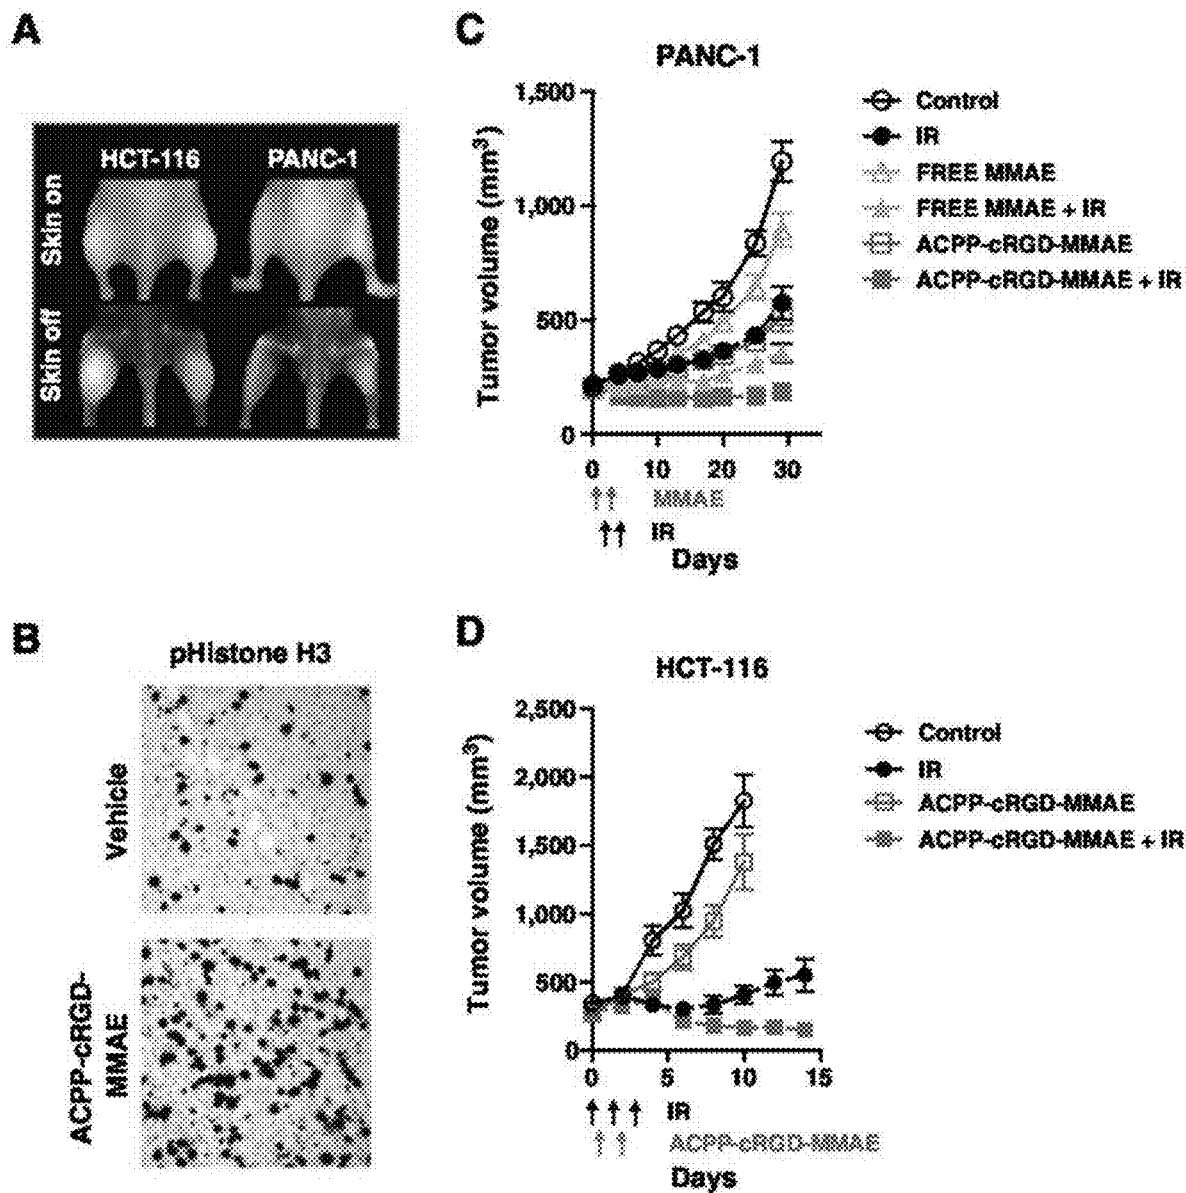 A
HCT-116 PANC-1
Skin on
Skin off
B
pHistone H3
Vehicle
ACPP-cRGD-
MMAE
C
PANC-1
Tumor volume (mm³)
1,500
1,000
500
0
0 10 20 30
MMAE
IR
Days
Control
IR
FREE MMAE
FREE MMAE + IR
ACPP-cRGD-MMAE
ACPP-cRGD-MMAE + IR
D
HCT-116
Tumor volume (mm³)
2,500
2,000
1,500
1,000
500
0
0 5 10 15
IR
ACPP-cRGD-MMAE
Days
Control
IR
ACPP-cRGD-MMAE
ACPP-cRGD-MMAE + IR